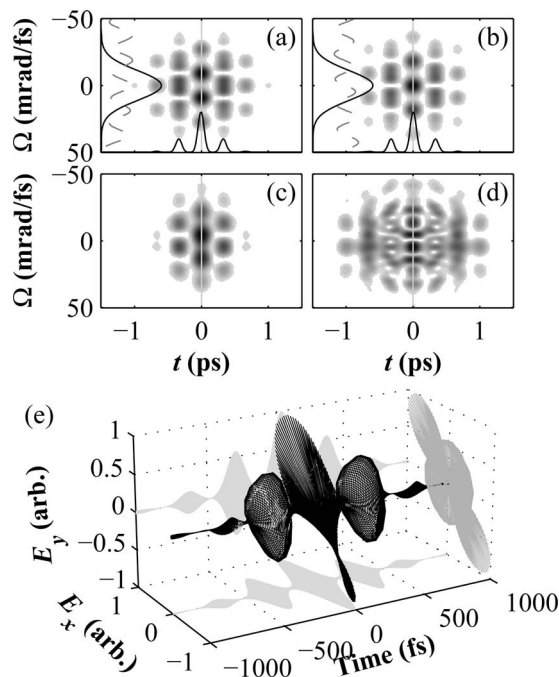 −50
0
50
Ω (mrad/fs)
(a)
(b)
−50
0
50
Ω (mrad/fs)
(c)
(d)
−1
0
1
t (ps)
−1
0
1
t (ps)
(e)
1
0.5
0
−0.5
−1
E_y (arb.)
1
0
−1
E_x (arb.)
−1000
−500
0
500
1000
Time (fs)